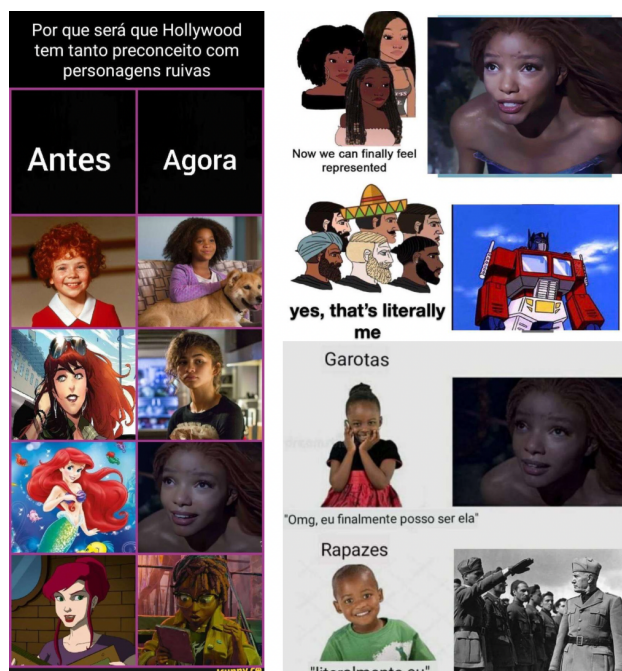 Por que será que Hollywood
tem tanto preconceito com
personagens ruivas
Antes
Agora
Now we can finally feel
represented
yes, that's literally
me
Garotas
"Omg, eu finalmente posso ser ela"
Rapazes
"literalmente eu"